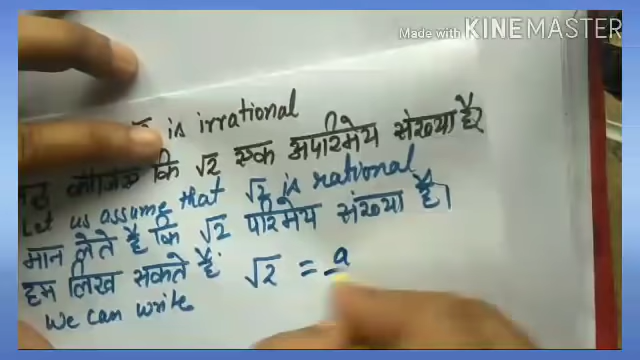 Made with KINEMASTER
is irrational
कि √2 एक अपरिमेय संख्या है।
Let us assume that √2 is rational
मान लेते है कि √2 परिमेय संख्या है।
हम लिख सकते हैं √2 = a
We can write